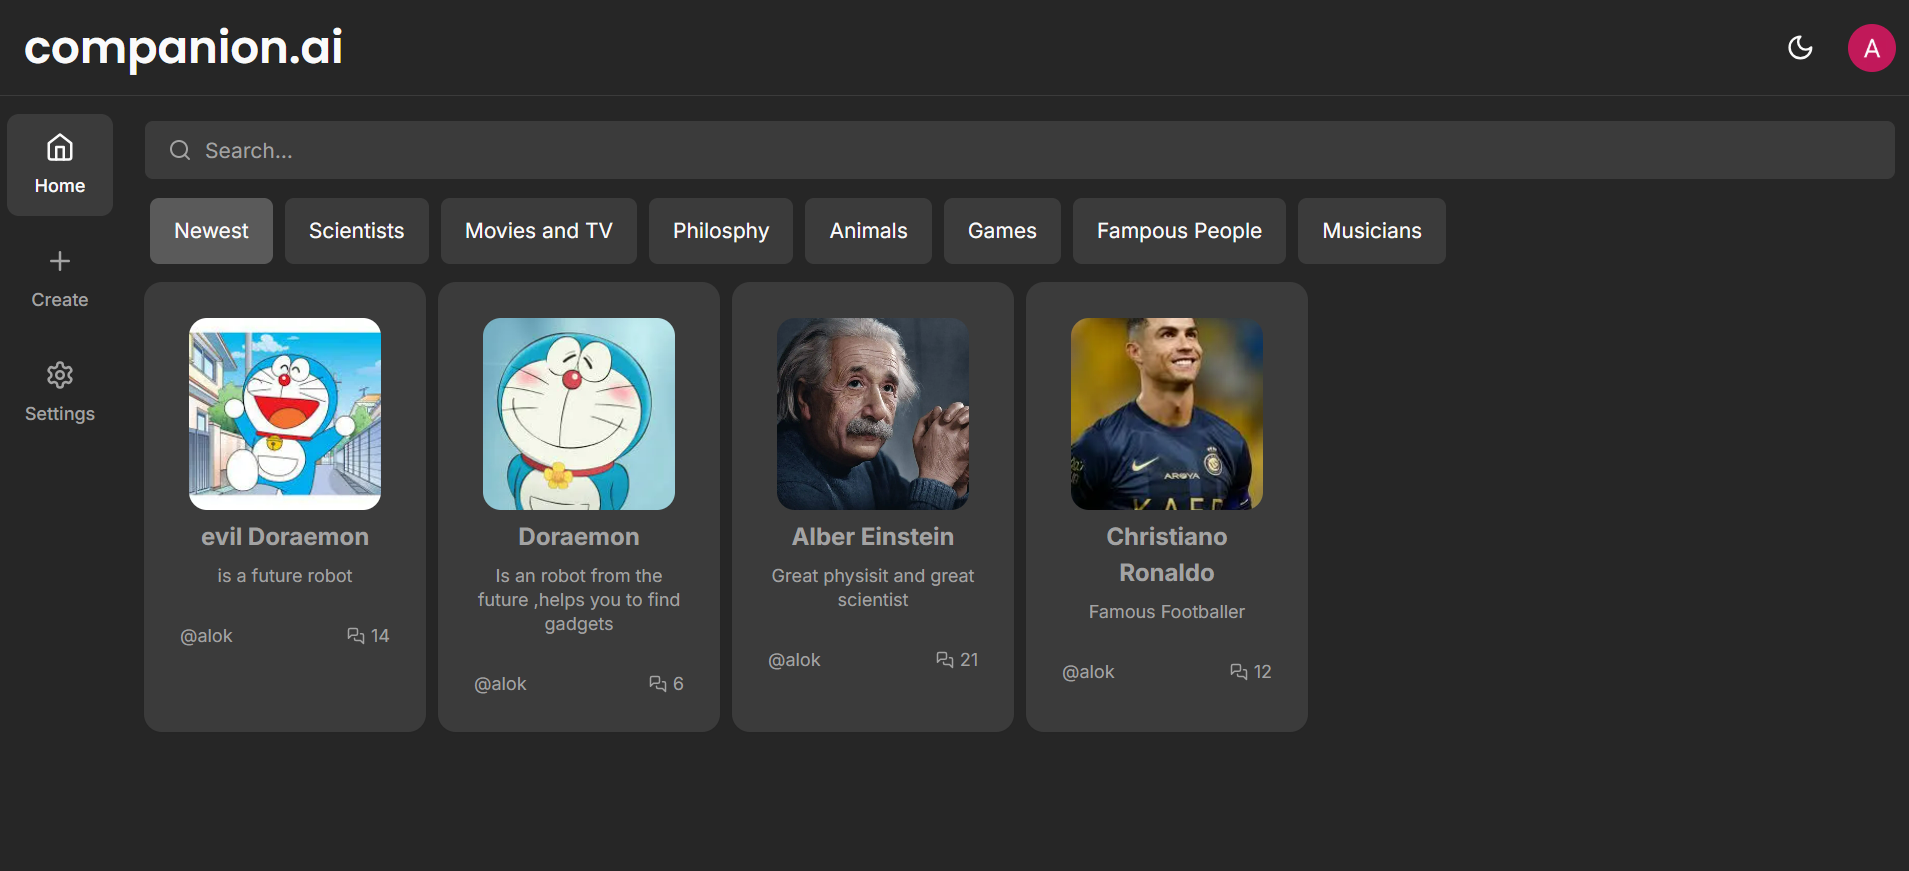 companion.ai
A
Home
Search...
Newest
Scientists
Movies and TV
Philosphy
Animals
Games
Fampous People
Musicians
Create
Settings
AROYA
KAFD
evil Doraemon
is a future robot
@alok
14
Doraemon
Is an robot from the
future ,helps you to find
gadgets
@alok
6
Alber Einstein
Great physisit and great
scientist
@alok
21
Christiano
Ronaldo
Famous Footballer
@alok
12